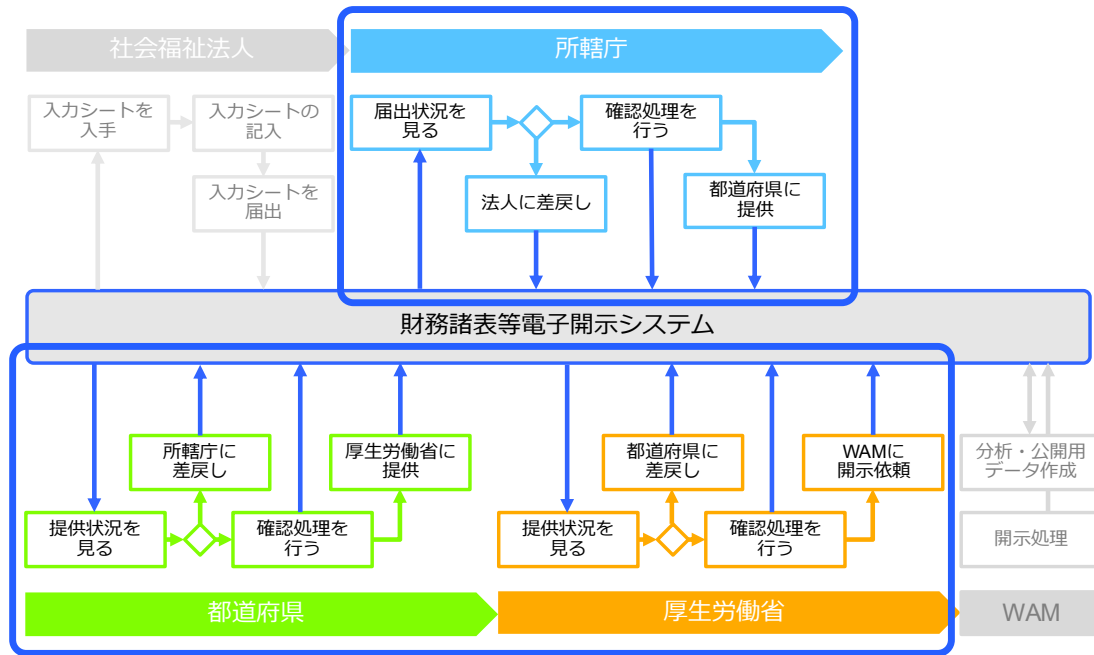 社会福祉法人
所轄庁
入力シートを
入手
入力シートの
記入
入力シートを
届出
届出状況を
見る
確認処理を
行う
法人に差戻し
都道府県に
提供
財務諸表等電子開示システム
所轄庁に
差戻し
厚生労働省に
提供
都道府県に
差戻し
WAMに
開示依頼
分析・公開用
データ作成
提供状況を
見る
確認処理を
行う
提供状況を
見る
確認処理を
行う
開示処理
都道府県
厚生労働省
WAM